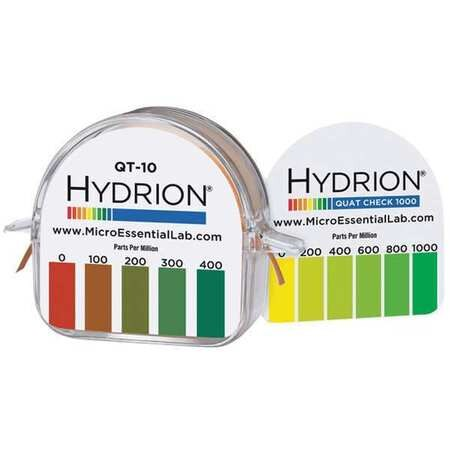 QT-10
HYDRION®
www.MicroEssentialLab.com
Parts Per Million
0 100 200 300 400
HYDRION®
QUAT CHECK 1000
www.MicroEssentialLab.com
Parts Per Million
0 200 400 600 800 1000